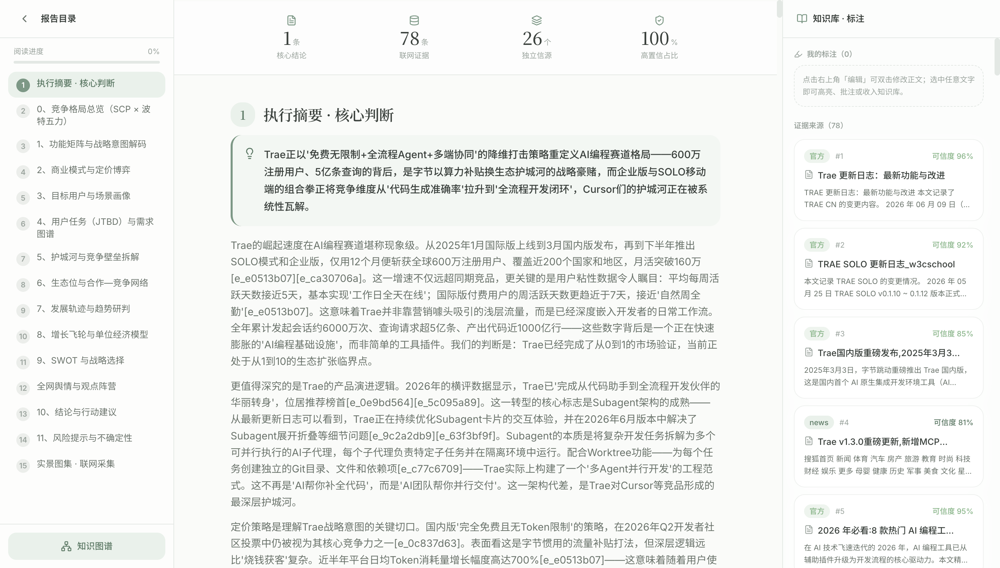 报告目录
阅读进度
0%
1
执行摘要 · 核心判断
2
0、竞争格局总览（SCP × 波
特五力）
3
1、功能矩阵与战略意图解码
4
2、商业模式与定价博弈
5
3、目标用户与场景画像
6
4、用户任务（JTBD）与需求
图谱
7
5、护城河与竞争壁垒拆解
8
6、生态位与合作—竞争网络
9
7、发展轨迹与趋势研判
10
8、增长飞轮与单位经济模型
11
9、SWOT 与战略选择
12
全网舆情与观点阵营
13
10、结论与行动建议
14
11、风险提示与不确定性
15
实景图集 · 联网采集
知识图谱
1 条
核心结论
78 条
联网证据
26 个
独立信源
100 %
高置信占比
1
执行摘要 · 核心判断
Trae正以'免费无限制+全流程Agent+多端协同'的降维打击策略重定义AI编程赛道格局——600万
注册用户、5亿条查询的背后，是字节以算力补贴换生态护城河的战略豪赌，而企业版与SOLO移动
端的组合拳正将竞争维度从'代码生成准确率'拉升到'全流程开发闭环'，Cursor们的护城河正在被系
统性瓦解。
Trae的崛起速度在AI编程赛道堪称现象级。从2025年1月国际版上线到3月国内版发布，再到下半年推出
SOLO模式和企业版，仅用12个月便斩获全球600万注册用户、覆盖近200个国家和地区，月活突破160万
[e_e0513b07][e_ca30706a]。这一增速不仅远超同期竞品，更关键的是用户粘性数据令人瞩目：平均每周活
跃天数接近5天，基本实现'工作日全天在线'；国际版付费用户的周活跃天数更趋近于7天，接近'自然周全
勤'[e_e0513b07]。这意味着Trae并非靠营销噱头吸引的浅层流量，而是已经深度嵌入开发者的日常工作流。
全年累计发起会话约6000万次、查询请求超5亿条、产出代码近1000亿行——这些数字背后是一个正在快速
膨胀的'AI编程基础设施'，而非简单的工具插件。我们的判断是：Trae已经完成了从0到1的市场验证，当前正
处于从1到10的生态扩张临界点。
更值得深究的是Trae的产品演进逻辑。2026年的横评数据显示，Trae已'完成从代码助手到全流程开发伙伴的
华丽转身'，位居推荐榜首[e_0e9bd564][e_5c095a89]。这一转型的核心标志是Subagent架构的成熟——
从最新更新日志可以看到，Trae正在持续优化Subagent卡片的交互体验，并在2026年6月版本中解决了
Subagent展开折叠等细节问题[e_9c2a2db9][e_63f3bf9f]。Subagent的本质是将复杂开发任务拆解为多个
可并行执行的AI子代理，每个子代理负责特定子任务并在隔离环境中运行。配合Worktree功能——为每个任
务创建独立的Git目录、文件和依赖项[e_c77c6709]——Trae实际上构建了一个'多Agent并行开发'的工程范
式。这不再是'AI帮你补全代码'，而是'AI团队帮你并行交付'。这一架构代差，是Trae对Cursor等竞品形成的
最深层护城河。
定价策略是理解Trae战略意图的关键切口。国内版'完全免费且无Token限制'的策略，在2026年Q2开发者社
区投票中仍被视为其核心竞争力之一[e_0c837d63]。表面看这是字节惯用的流量补贴打法，但深层逻辑远
比'烧钱获客'复杂。近半年平台日均Token消耗量增长幅度高达700%[e_e0513b07]——这意味着随着用户使
知识库 · 标注
我的标注（0）
点击右上角「编辑」可双击修改正文；选中任意文字
即可高亮、批注或收入知识库。
证据来源（78）
官方 #1 可信度 96%
Trae 更新日志：最新功能与改进
TRAE 更新日志：最新功能与改进 本文记录了
TRAE CN 的变更内容。 2026 年 06 月 09 日（...
官方 #2 可信度 92%
TRAE SOLO 更新日志_w3cschool
本文记录 TRAE SOLO 的变更情况。 2026 年 05
月 25 日 TRAE SOLO v0.1.10 ~ 0.1.12 版本正式...
官方 #3 可信度 85%
Trae国内版重磅发布,2025年3月3...
2025年3月3日，字节跳动重磅推出 Trae 国内版，
这是国内首个 AI 原生集成开发环境工具（AI...
news #4 可信度 81%
Trae v1.3.0重磅更新,新增MCP...
搜狐首页 新闻 体育 汽车 房产 旅游 教育 时尚 科技
财经 娱乐 更多 母婴 健康 历史 军事 美食 文化 星...
官方 #5 可信度 95%
2026 年必看:8 款热门 AI 编程工...
在 AI 技术飞速迭代的 2026 年，AI 编程工具已从
辅助插件升级为开发流程的核心驱动力。本文精...